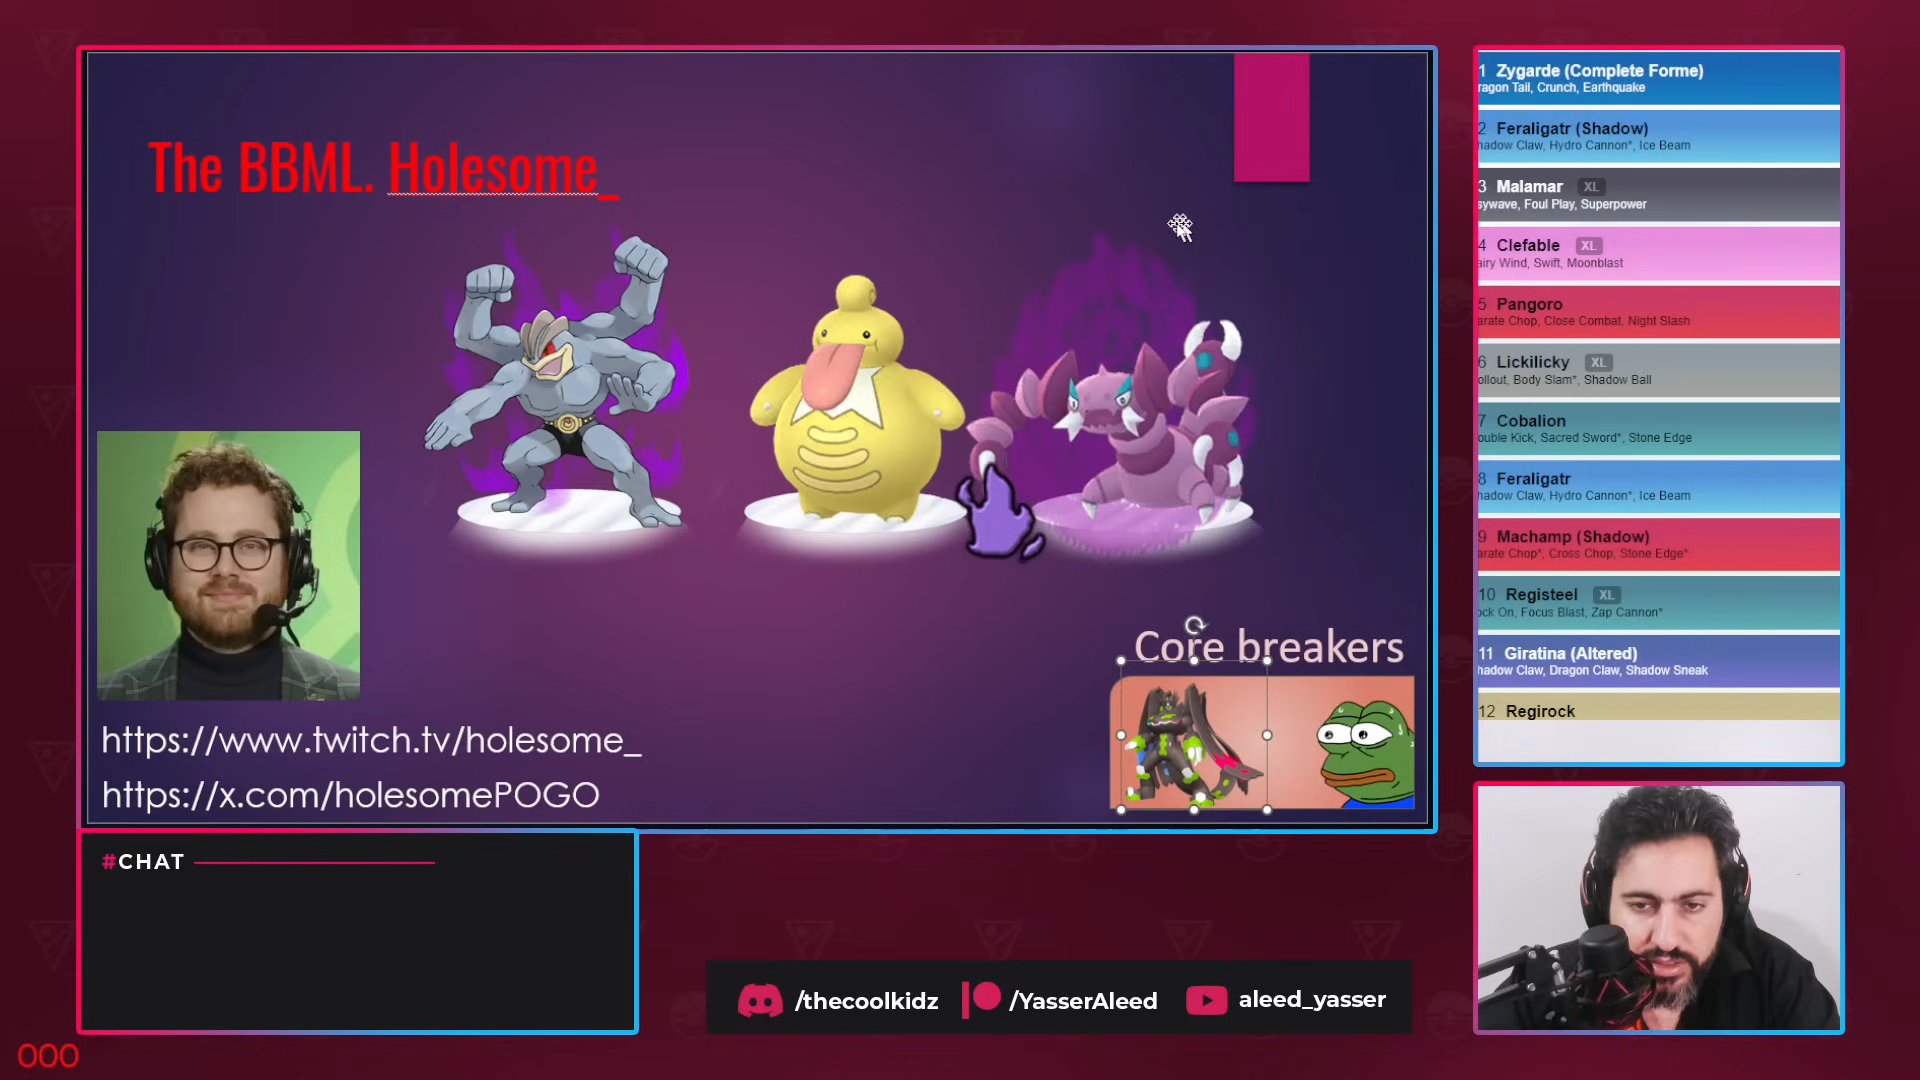 The BBML. Holesome_
https://www.twitch.tv/holesome_
https://x.com/holesomePOGO
Core breakers
1 Zygarde (Complete Forme)
ragon Tail, Crunch, Earthquake
2 Feraligatr (Shadow)
hadow Claw, Hydro Cannon*, Ice Beam
3 Malamar XL
sywave, Foul Play, Superpower
4 Clefable XL
airy Wind, Swift, Moonblast
5 Pangoro
arate Chop, Close Combat, Night Slash
6 Lickilicky XL
ollout, Body Slam*, Shadow Ball
7 Cobalion
ouble Kick, Sacred Sword*, Stone Edge
8 Feraligatr
hadow Claw, Hydro Cannon*, Ice Beam
9 Machamp (Shadow)
arate Chop*, Cross Chop, Stone Edge*
10 Registeel XL
ock On, Focus Blast, Zap Cannon*
11 Giratina (Altered)
hadow Claw, Dragon Claw, Shadow Sneak
12 Regirock
#CHAT
/thecoolkidz
/YasserAleed
aleed_yasser
000